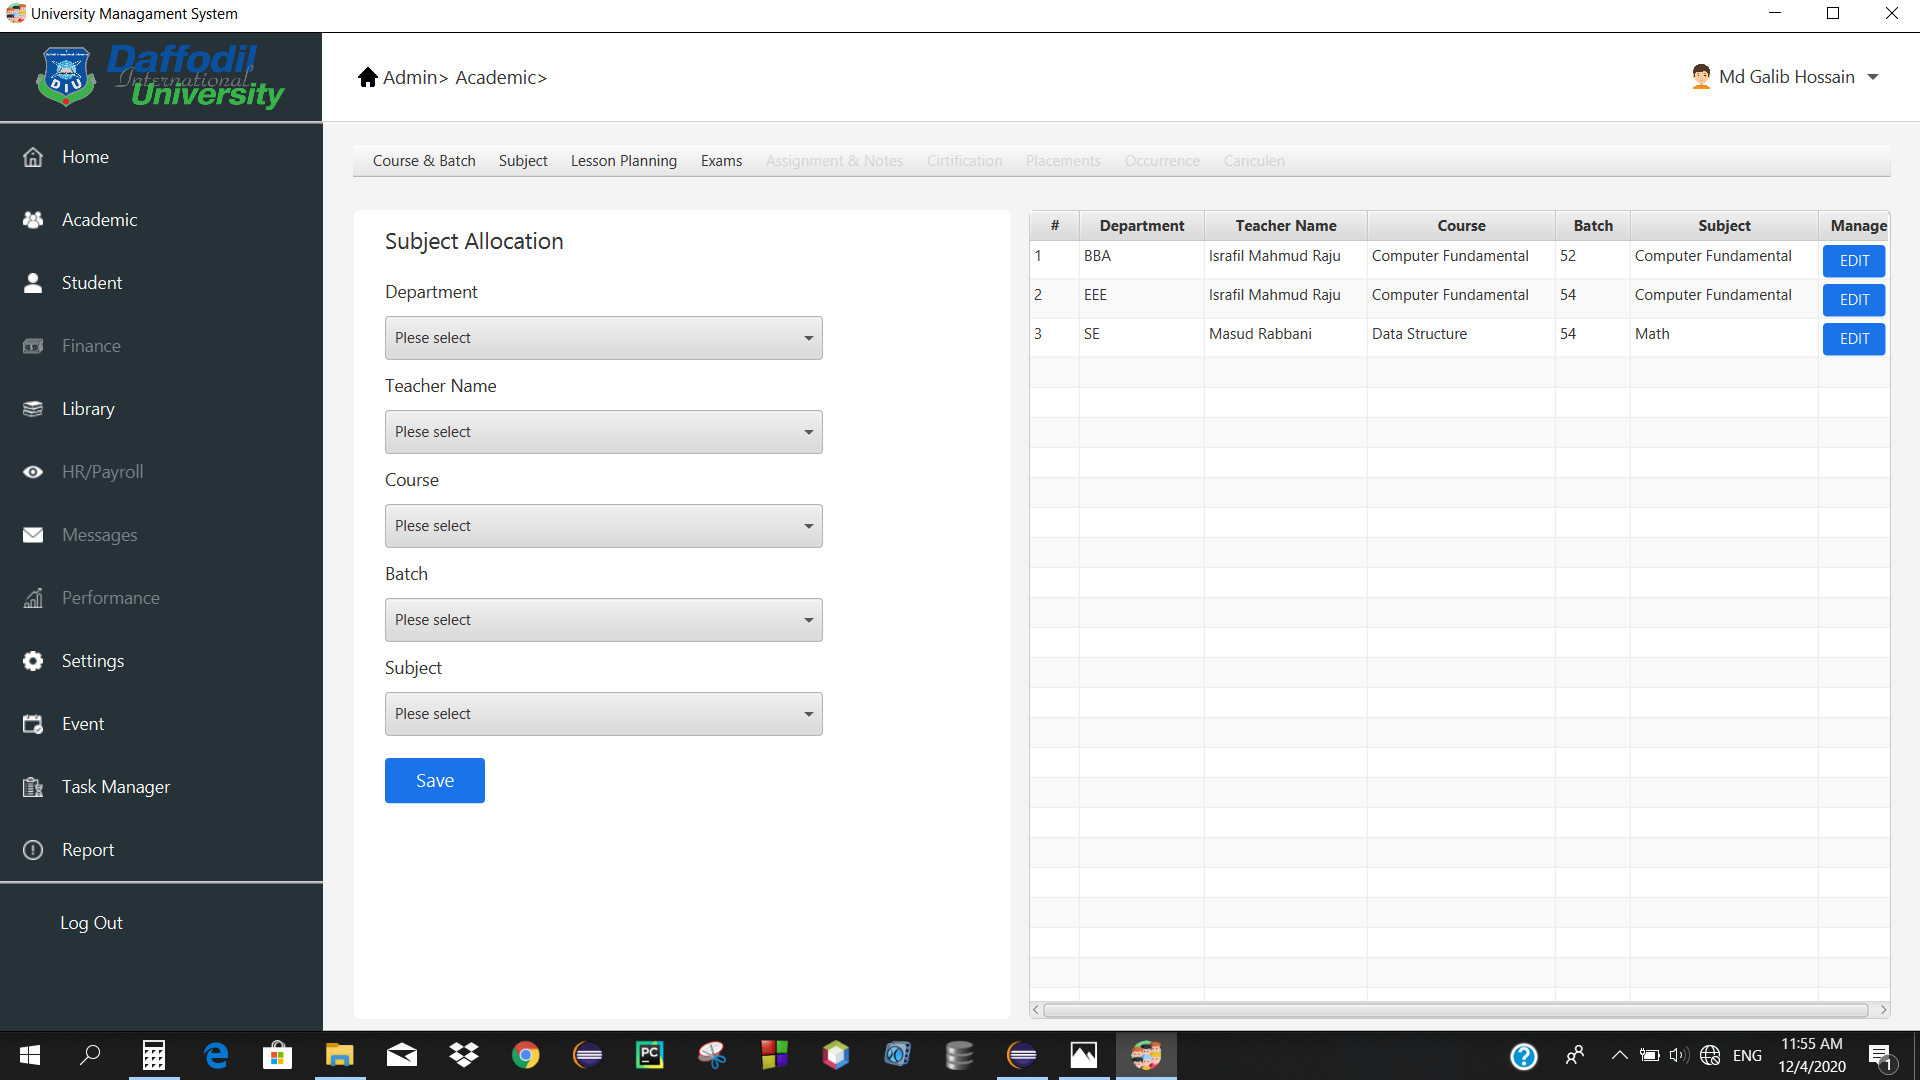 University Managament System
Daffodil
International
University
DIU
Admin> Academic>
Md Galib Hossain
Home
Academic
Student
Finance
Library
HR/Payroll
Messages
Performance
Settings
Event
Task Manager
Report
Log Out
Course & Batch Subject Lesson Planning Exams Assignment & Notes Cirtification Placements Occurrence Cariculen
Subject Allocation
Department
Plese select
Teacher Name
Plese select
Course
Plese select
Batch
Plese select
Subject
Plese select
Save
# Department Teacher Name Course Batch Subject Manage
1 BBA Israfil Mahmud Raju Computer Fundamental 52 Computer Fundamental EDIT
2 EEE Israfil Mahmud Raju Computer Fundamental 54 Computer Fundamental EDIT
3 SE Masud Rabbani Data Structure 54 Math EDIT
PC
ENG
11:55 AM
12/4/2020
1